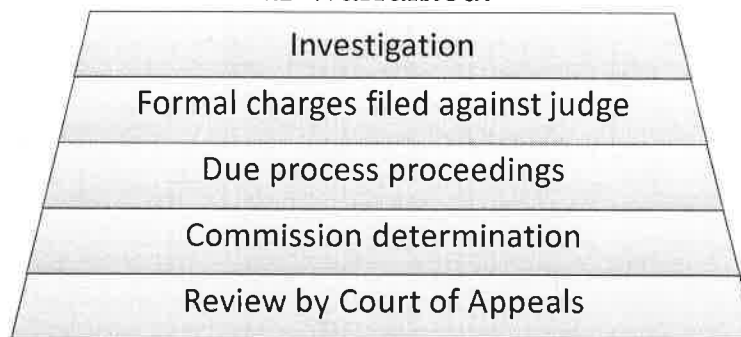 Investigation
Formal charges filed against judge
Due process proceedings
Commission determination
Review by Court of Appeals